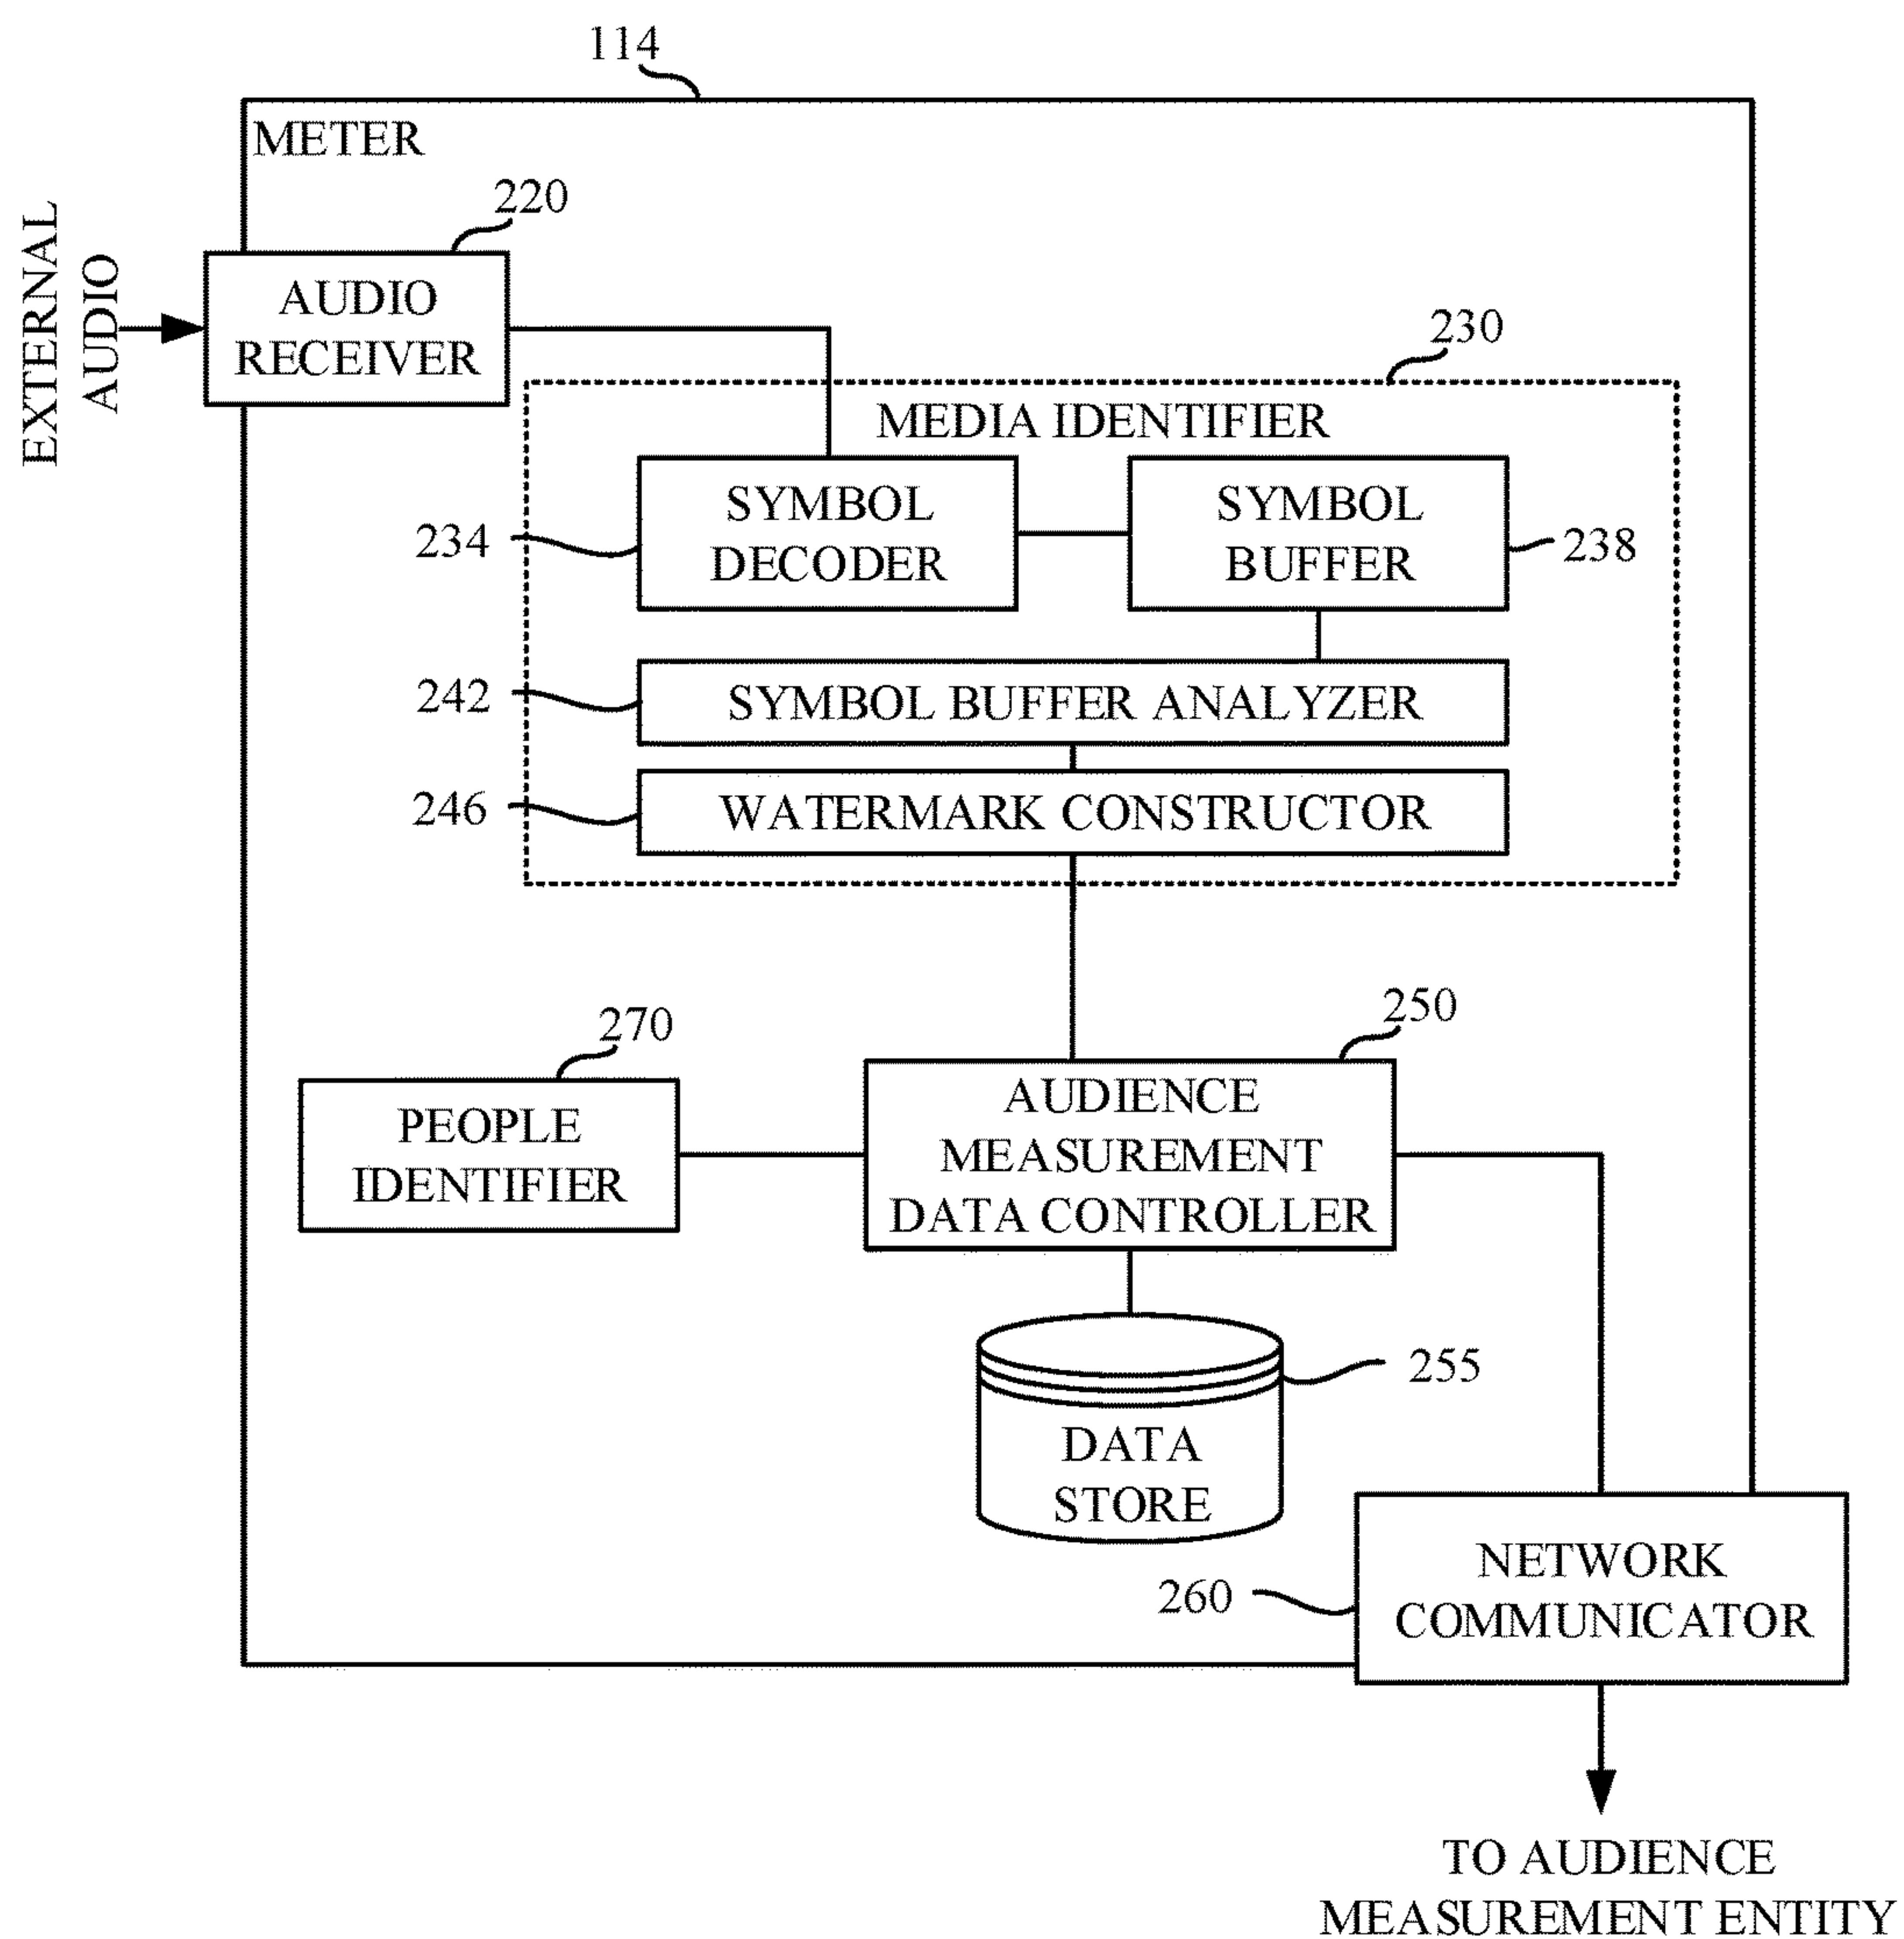 114
METER
220
EXTERNAL
AUDIO
AUDIO
RECEIVER
230
MEDIA IDENTIFIER
SYMBOL
DECODER
SYMBOL
BUFFER
234
238
242
SYMBOL BUFFER ANALYZER
246
WATERMARK CONSTRUCTOR
250
270
PEOPLE
IDENTIFIER
AUDIENCE
MEASUREMENT
DATA CONTROLLER
255
DATA
STORE
260
NETWORK
COMMUNICATOR
TO AUDIENCE
MEASUREMENT ENTITY